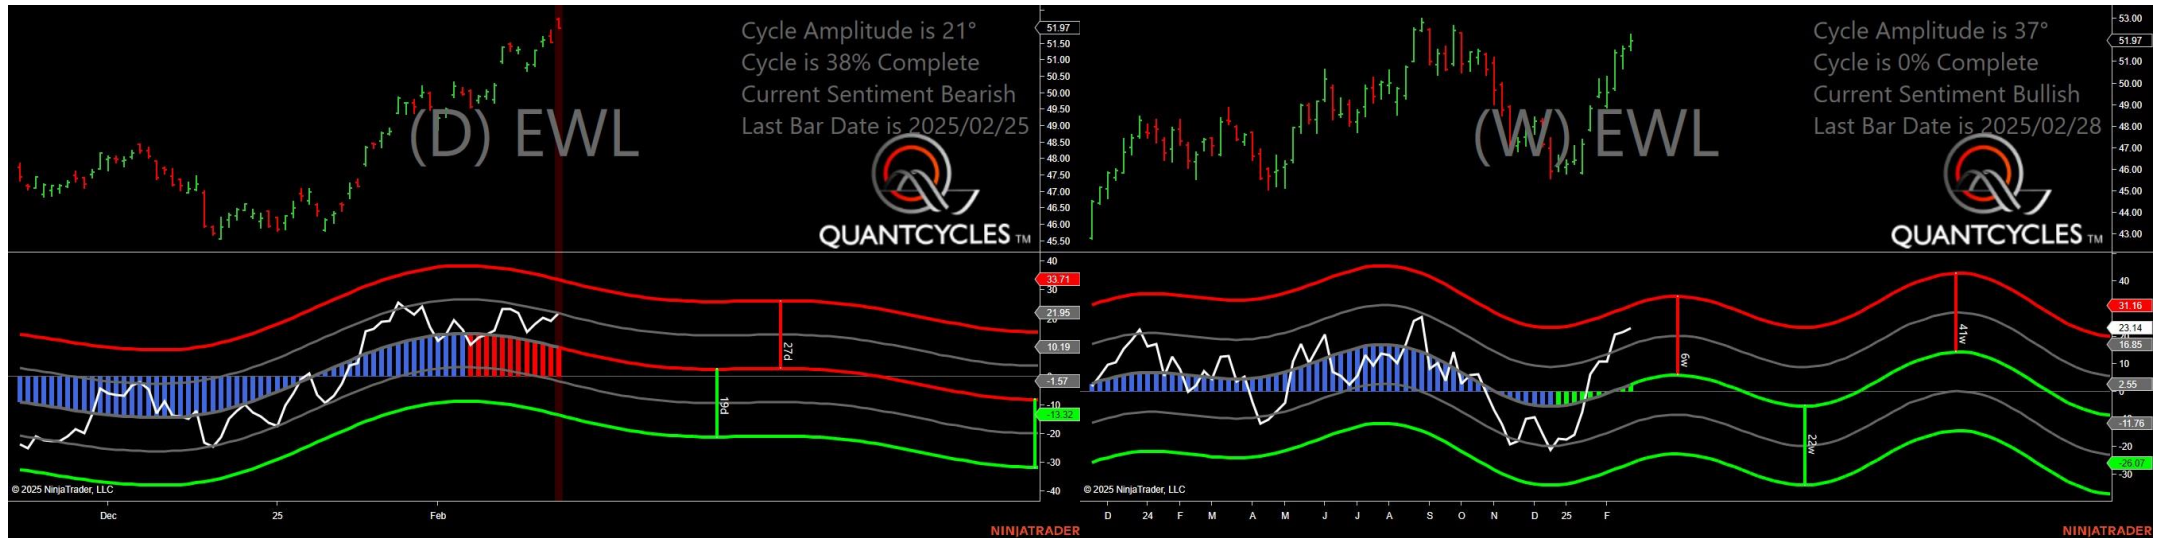 Cycle Amplitude is 21°
Cycle is 38% Complete
Current Sentiment Bearish
Last Bar Date is 2025/02/25
(D) EWL
QUANTCYCLES TM
51.97
51.50
51.00
50.50
50.00
49.50
49.00
48.50
48.00
47.50
47.00
46.50
46.00
45.50
40
33.71
30
21.95
20
10.19
0
-1.57
-10
-13.32
-20
-30
-40
27d
19d
© 2025 NinjaTrader, LLC
Dec
25
Feb
NINJATRADER
Cycle Amplitude is 37°
Cycle is 0% Complete
Current Sentiment Bullish
Last Bar Date is 2025/02/28
(W) EWL
QUANTCYCLES TM
53.00
51.97
51.00
50.00
49.00
48.00
47.00
46.00
45.00
44.00
43.00
40
31.16
23.14
16.85
10
2.55
0
-10
-11.76
-20
-26.07
-30
6w
41w
22w
© 2025 NinjaTrader, LLC
D
24
F
M
A
M
J
J
A
S
O
N
D
25
F
NINJATRADER